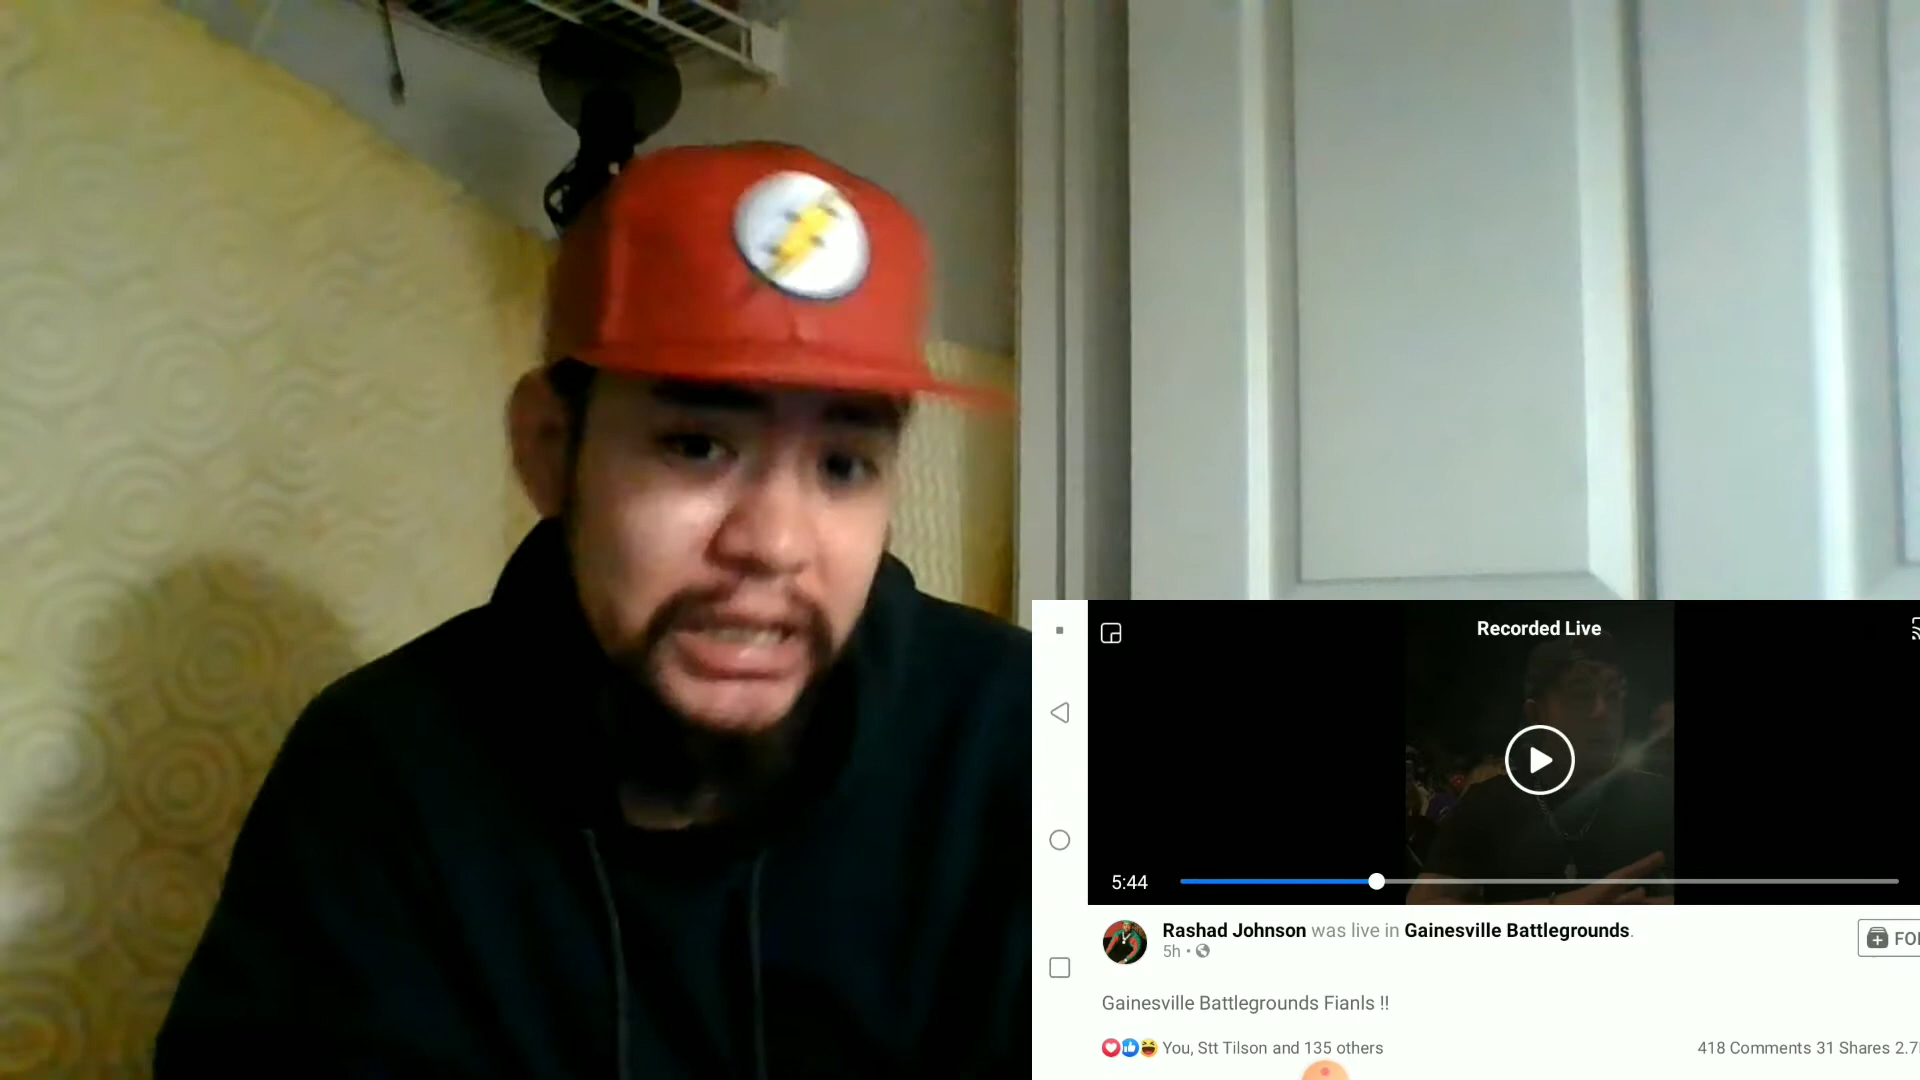 Recorded Live
5:44
Rashad Johnson was live in Gainesville Battlegrounds.
5h
Gainesville Battlegrounds Fianls !!
You, Stt Tilson and 135 others
418 Comments 31 Shares